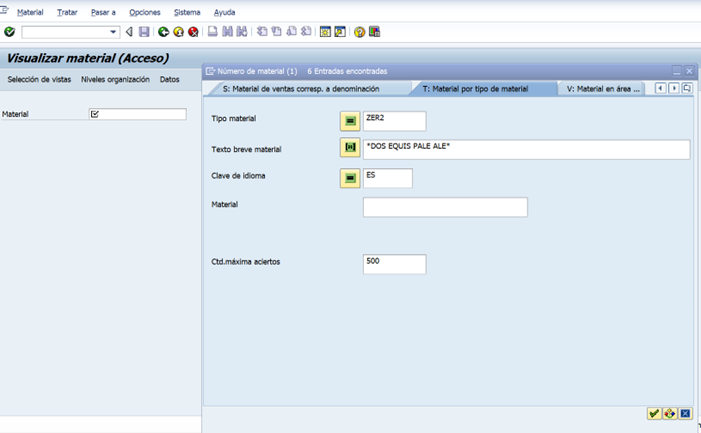 Material Tratar Pasar a Opciones Sistema Ayuda
Visualizar material (Acceso)
Selección de vistas Niveles organización Datos
Material
Número de material (1) 6 Entradas encontradas
S: Material de ventas corresp. a denominación T: Material por tipo de material V: Material en área ...
Tipo material ZER2
Texto breve material *DOS EQUIS PALE ALE*
Clave de idioma ES
Material
Ctd.máxima aciertos 500